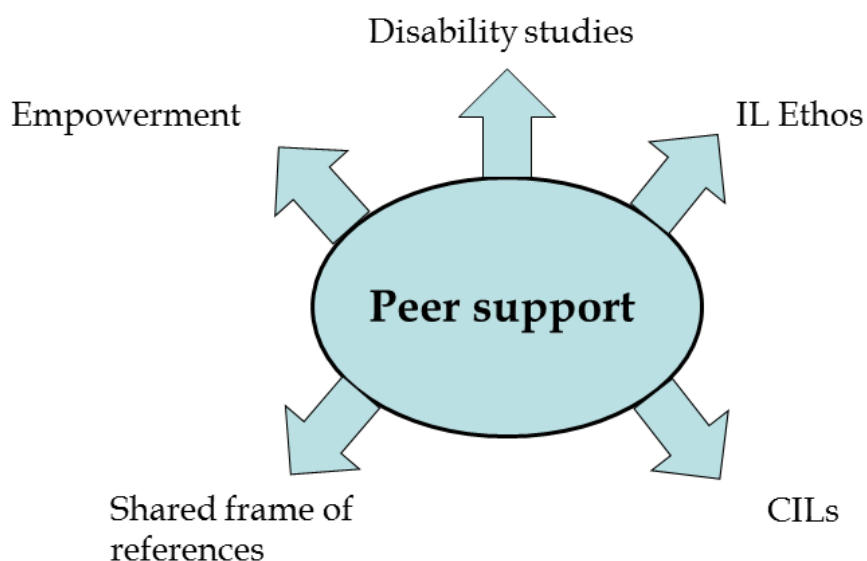 Disability studies
Empowerment
IL Ethos
Peer support
Shared frame of
references
CILs